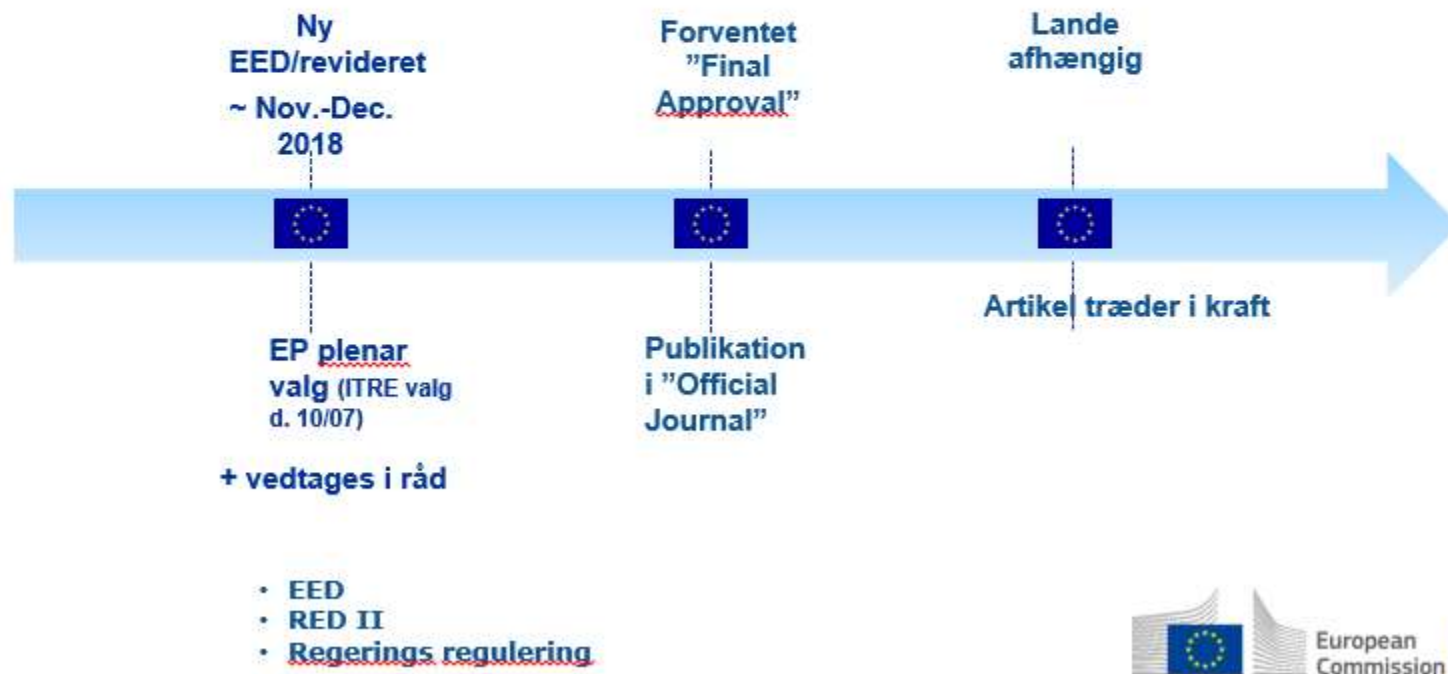 Ny
EED/revideret
~ Nov.-Dec.
2018
EP plenar
valg (ITRE valg
d. 10/07)
+ vedtages i råd
Forventet
”Final
Approval”
Publikation
i ”Official
Journal”
Lande
afhængig
Artikel træder i kraft
• EED
• RED II
• Regerings regulering
European
Commission